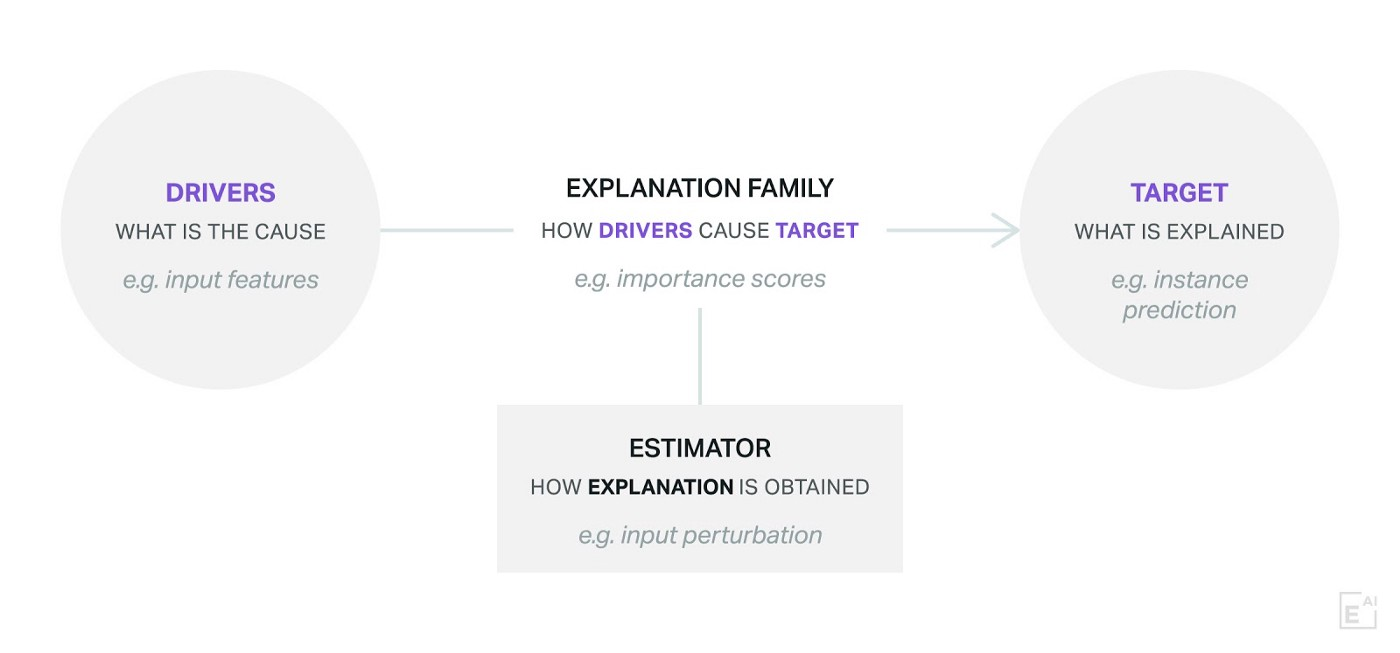 DRIVERS
WHAT IS THE CAUSE
e.g. input features
EXPLANATION FAMILY
HOW DRIVERS CAUSE TARGET
e.g. importance scores
TARGET
WHAT IS EXPLAINED
e.g. instance
prediction
ESTIMATOR
HOW EXPLANATION IS OBTAINED
e.g. input perturbation
E AI